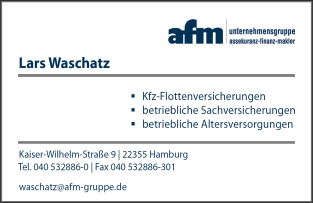 afm unternehmensgruppe
assekuranz-finanz-makler
Lars Waschatz
▪ Kfz-Flottenversicherungen
▪ betriebliche Sachversicherungen
▪ betriebliche Altersversorgungen
Kaiser-Wilhelm-Straße 9 | 22355 Hamburg
Tel. 040 532886-0 | Fax 040 532886-301
waschatz@afm-gruppe.de